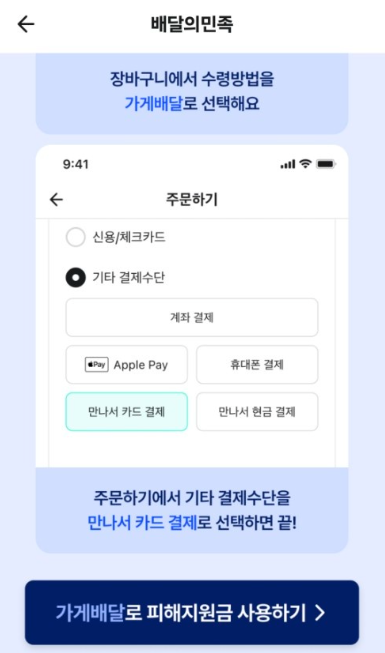 배달의민족
장바구니에서 수령방법을
가게배달로 선택해요
9:41
주문하기
신용/체크카드
기타 결제수단
계좌 결제
Pay Apple Pay
휴대폰 결제
만나서 카드 결제
만나서 현금 결제
주문하기에서 기타 결제수단을
만나서 카드 결제로 선택하면 끝!
가게배달로 피해지원금 사용하기